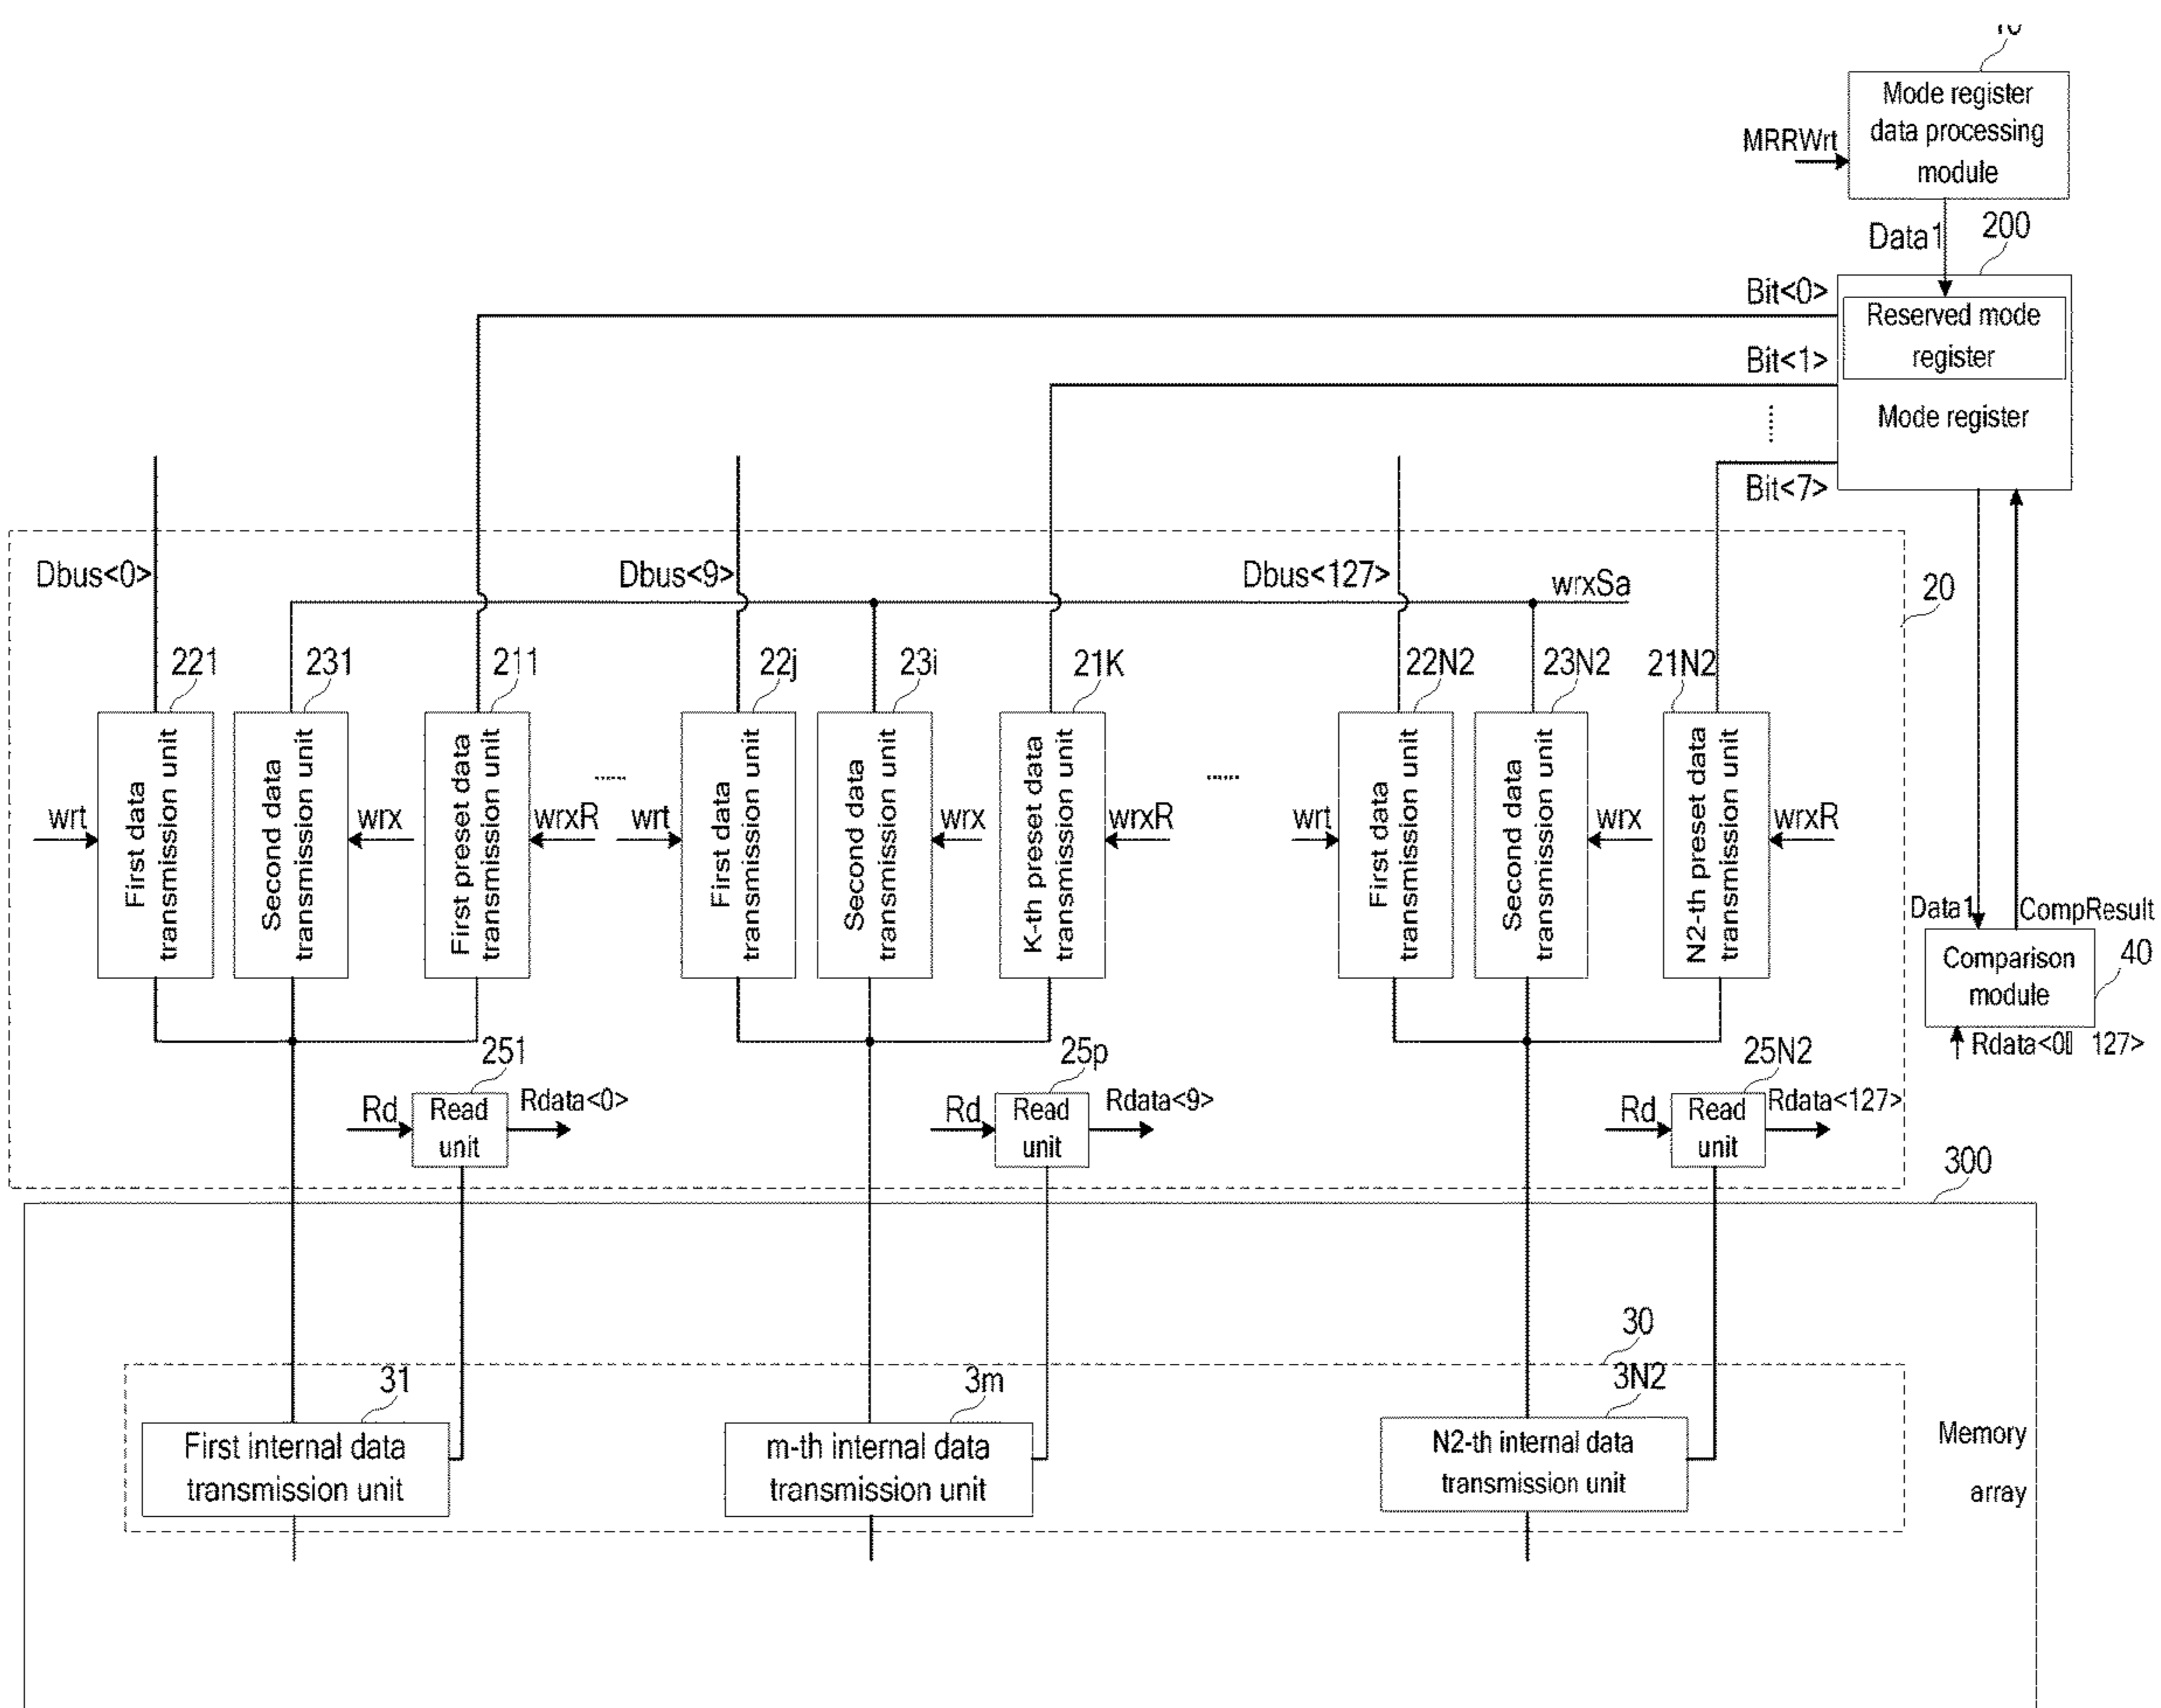 Mode register
data processing
module
MRRWrt
Data1
200
Bit<0>
Reserved mode
register
Bit<1>
Mode register
Bit<7>
Dbus<0>
Dbus<9>
Dbus<127>
wrxSa
20
221
231
211
22j
23i
21K
22N2
23N2
21N2
First data
transmission unit
Second data
transmission unit
First preset data
transmission unit
First data
transmission unit
Second data
transmission unit
K-th preset data
transmission unit
First data
transmission unit
Second data
transmission unit
N2-th preset data
transmission unit
wrt
wrx
wrxR
wrt
wrx
wrxR
wrt
wrx
wrxR
Data1
CompResult
Comparison
module
40
Rdata<0 127>
251
Rd
Read
unit
Rdata<0>
25p
Rd
Read
unit
Rdata<9>
25N2
Rd
Read
unit
Rdata<127>
300
30
31
3m
3N2
First internal data
transmission unit
m-th internal data
transmission unit
N2-th internal data
transmission unit
Memory
array